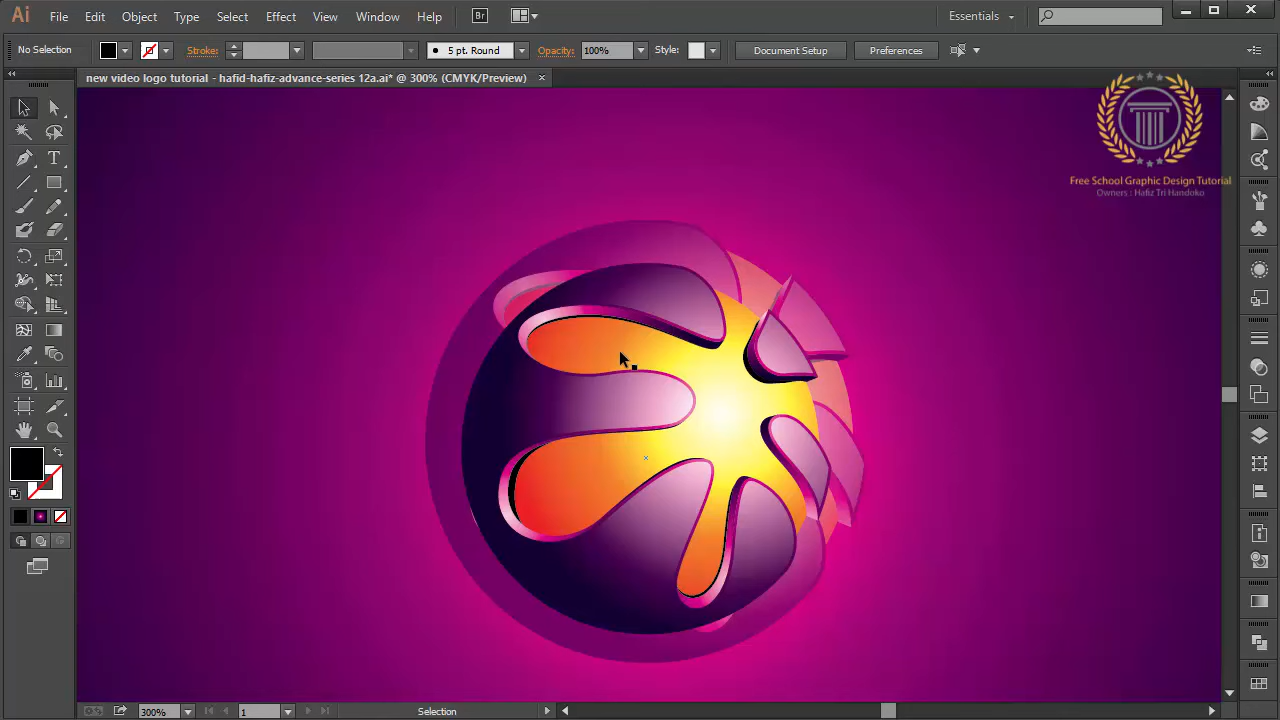 Ai File Edit Object Type Select Effect View Window Help Br Essentials
No Selection Stroke: 5 pt. Round Opacity: 100% Style: Document Setup Preferences
new video logo tutorial - hafid-hafiz-advance-series 12a.ai* @ 300% (CMYK/Preview)
Free School Graphic Design Tutorial
Owners : Hafiz Tri Handoko
300% 1 Selection